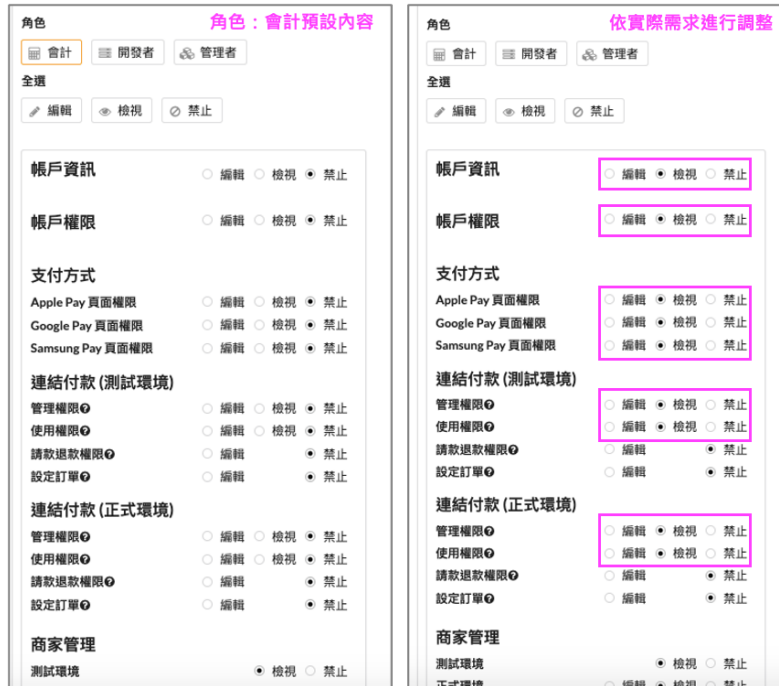 角色
角色：會計預設內容
會計 開發者 管理者
全選
編輯 檢視 禁止
帳戶資訊 編輯 檢視 禁止
帳戶權限 編輯 檢視 禁止
支付方式
Apple Pay 頁面權限 編輯 檢視 禁止
Google Pay 頁面權限 編輯 檢視 禁止
Samsung Pay 頁面權限 編輯 檢視 禁止
連結付款 (測試環境)
管理權限 編輯 檢視 禁止
使用權限 編輯 檢視 禁止
請款退款權限 編輯 禁止
設定訂單 編輯 禁止
連結付款 (正式環境)
管理權限 編輯 檢視 禁止
使用權限 編輯 檢視 禁止
請款退款權限 編輯 禁止
設定訂單 編輯 禁止
商家管理
測試環境 檢視 禁止
角色
依實際需求進行調整
會計 開發者 管理者
全選
編輯 檢視 禁止
帳戶資訊 編輯 檢視 禁止
帳戶權限 編輯 檢視 禁止
支付方式
Apple Pay 頁面權限 編輯 檢視 禁止
Google Pay 頁面權限 編輯 檢視 禁止
Samsung Pay 頁面權限 編輯 檢視 禁止
連結付款 (測試環境)
管理權限 編輯 檢視 禁止
使用權限 編輯 檢視 禁止
請款退款權限 編輯 禁止
設定訂單 編輯 禁止
連結付款 (正式環境)
管理權限 編輯 檢視 禁止
使用權限 編輯 檢視 禁止
請款退款權限 編輯 禁止
設定訂單 編輯 禁止
商家管理
測試環境 檢視 禁止
正式環境 編輯 檢視 禁止